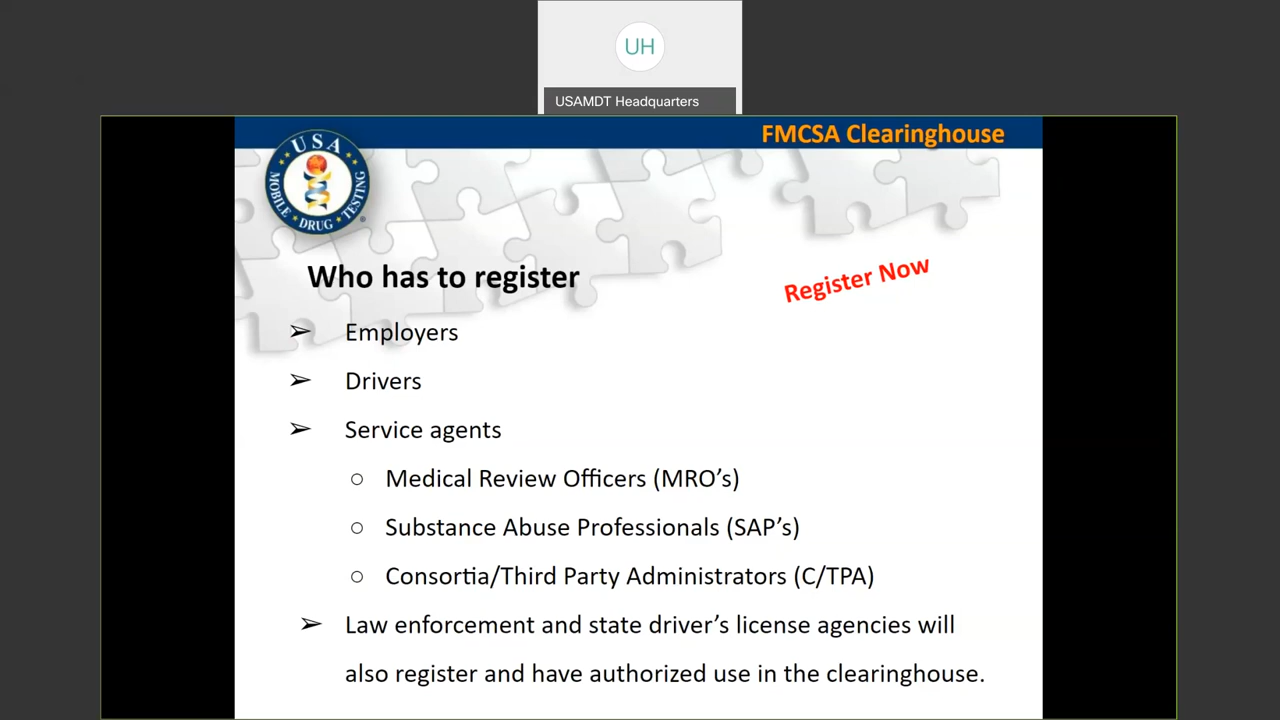 UH
USAMDT Headquarters
FMCSA Clearinghouse
USA
MOBILE DRUG TESTING
®
Who has to register
Register Now
➢ Employers
➢ Drivers
➢ Service agents
○ Medical Review Officers (MRO’s)
○ Substance Abuse Professionals (SAP’s)
○ Consortia/Third Party Administrators (C/TPA)
➢ Law enforcement and state driver’s license agencies will
also register and have authorized use in the clearinghouse.